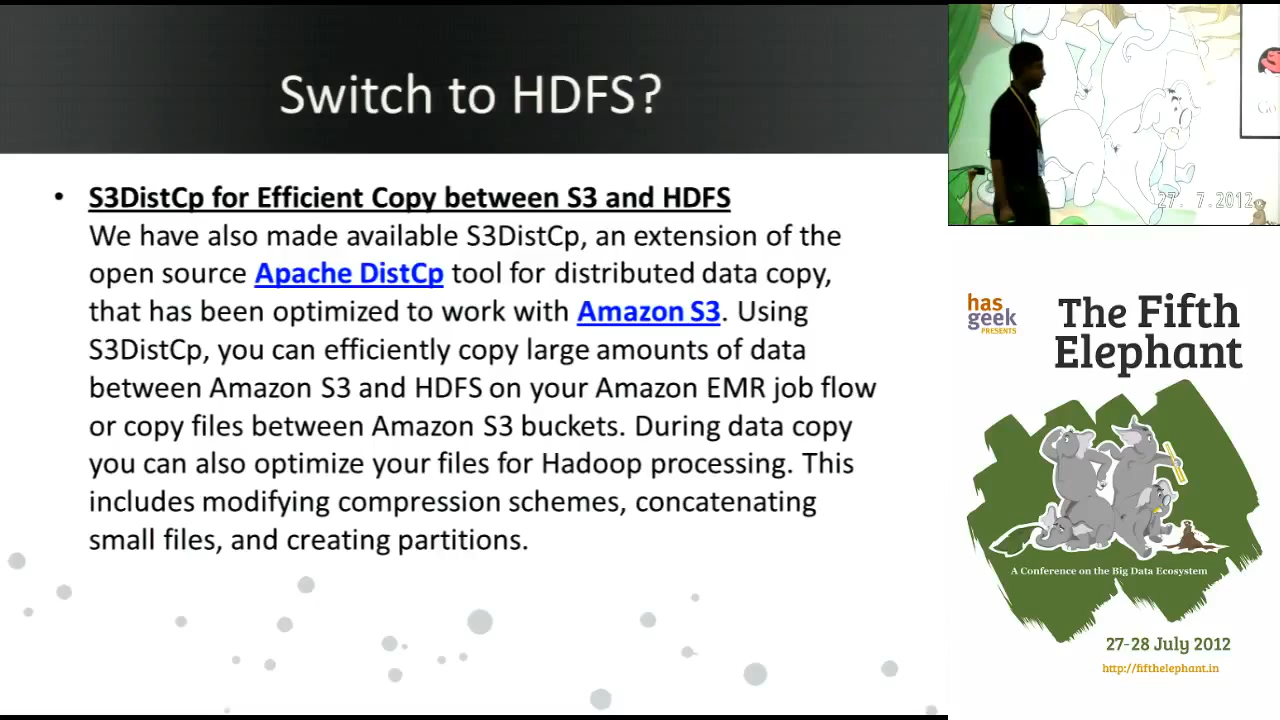 Switch to HDFS?
• S3DistCp for Efficient Copy between S3 and HDFS
We have also made available S3DistCp, an extension of the
open source Apache DistCp tool for distributed data copy,
that has been optimized to work with Amazon S3. Using
S3DistCp, you can efficiently copy large amounts of data
between Amazon S3 and HDFS on your Amazon EMR job flow
or copy files between Amazon S3 buckets. During data copy
you can also optimize your files for Hadoop processing. This
includes modifying compression schemes, concatenating
small files, and creating partitions.
27. 7.2012
has
geek
PRESENTS
The Fifth
Elephant
A Conference on the Big Data Ecosystem
27-28 July 2012
http://fifthelephant.in